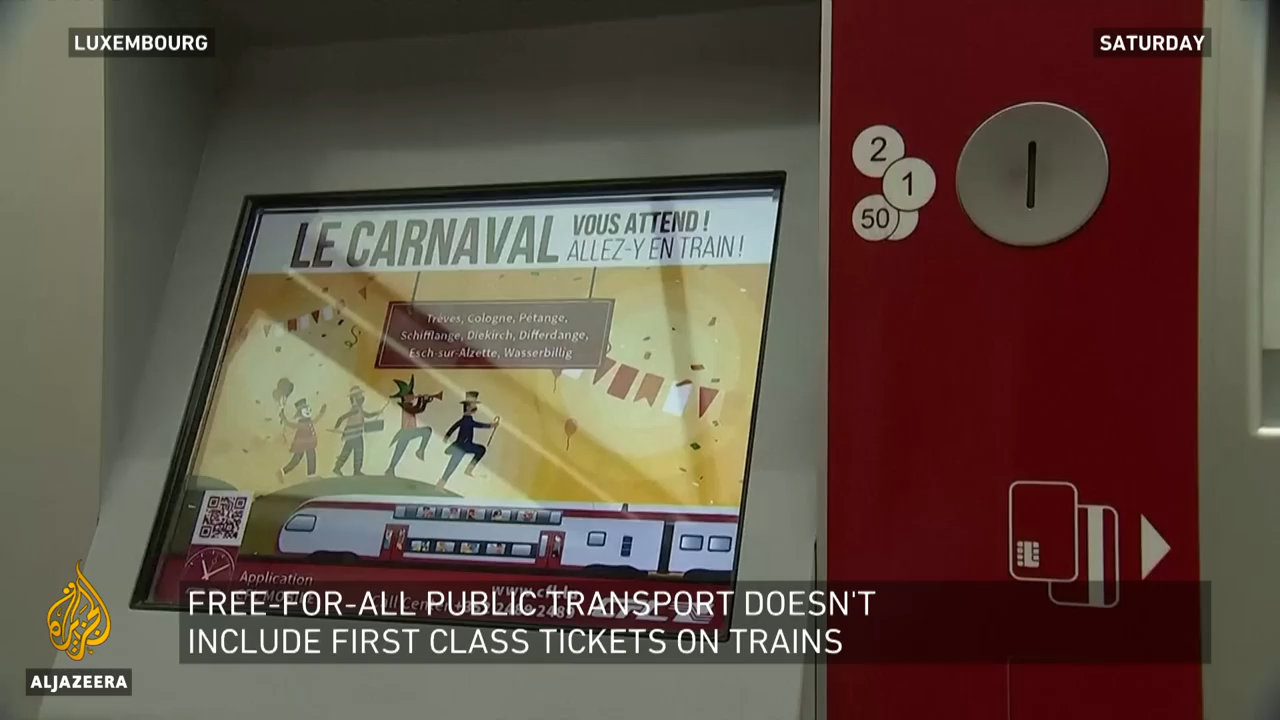 LUXEMBOURG
SATURDAY
2
1
50
LE CARNAVAL
VOUS ATTEND !
ALLEZ-Y EN TRAIN !
Trèves, Cologne, Pétange,
Schifflange, Diekirch, Differdange,
Esch-sur-Alzette, Wasserbillig
Application
FREE-FOR-ALL PUBLIC TRANSPORT DOESN'T
INCLUDE FIRST CLASS TICKETS ON TRAINS
ALJAZEERA